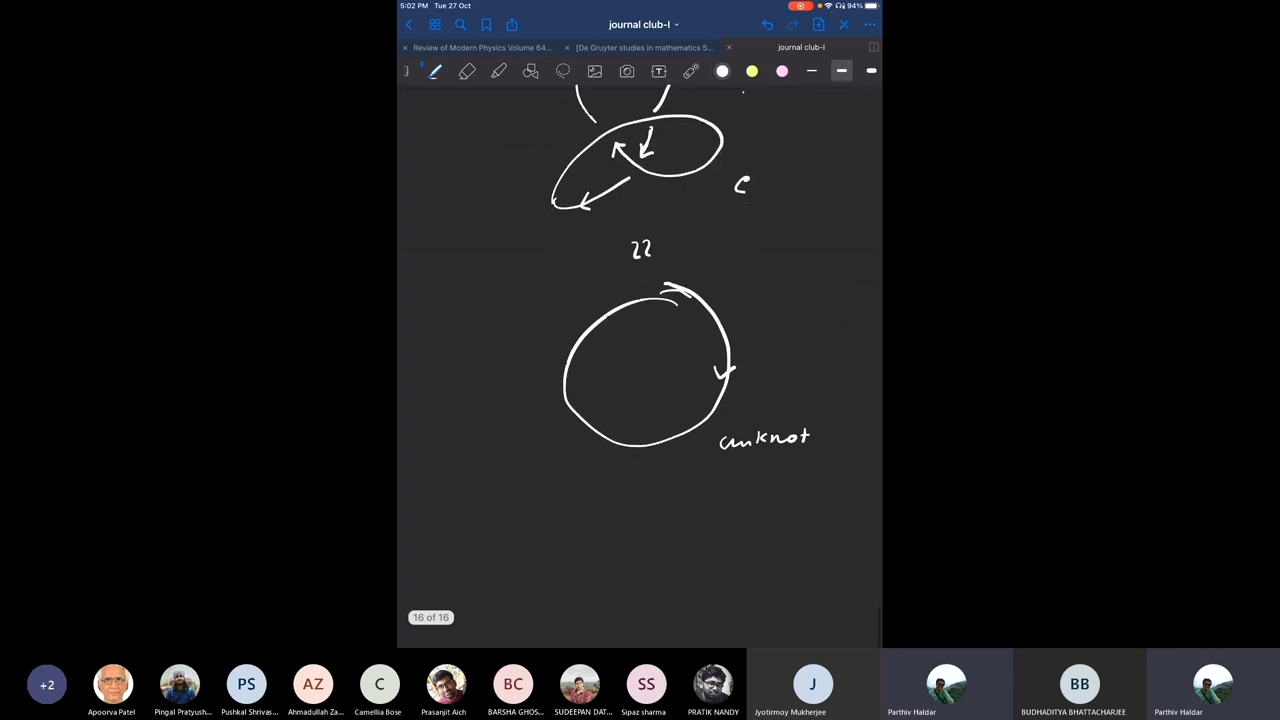 5:02 PM Tue 27 Oct
94%
journal club-I
Review of Modern Physics Volume 64...
[De Gruyter studies in mathematics 5...
journal club-I
C
unknot
16 of 16
+2
Apoorva Patel
Pingal Pratyush...
PS
Pushkal Shrivas...
AZ
Ahmadullah Za...
C
Camellia Bose
Prasanjit Aich
BC
BARSHA GHOS...
SUDEEPAN DAT...
SS
Sipaz sharma
PRATIK NANDY
J
Jyotirmoy Mukherjee
Parthiv Haldar
BB
BUDHADITYA BHATTACHARJEE
Parthiv Haldar